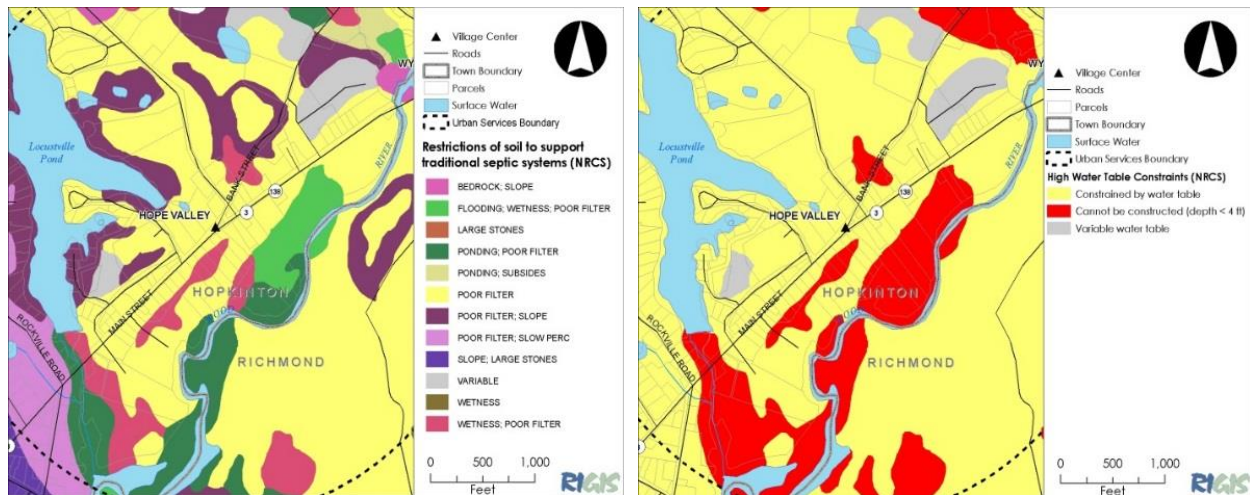 Locustville
Pond
HOPE VALLEY
BANK STREET
138
3
WY
RIVER
HOPKINTON
MAIN STREET
ROCKVILLE
ROAD
RICHMOND
Village Center
Roads
Town Boundary
Parcels
Surface Water
Urban Services Boundary
Restrictions of soil to support
traditional septic systems (NRCS)
BEDROCK; SLOPE
FLOODING; WETNESS; POOR FILTER
LARGE STONES
PONDING; POOR FILTER
PONDING; SUBSIDES
POOR FILTER
POOR FILTER; SLOPE
POOR FILTER; SLOW PERC
SLOPE; LARGE STONES
VARIABLE
WETNESS
WETNESS; POOR FILTER
0 500 1,000
Feet
RIGIS
Locustville
Pond
HOPE VALLEY
BANK STREET
138
3
WY
RIVER
HOPKINTON
MAIN STREET
ROCKVILLE
ROAD
RICHMOND
Village Center
Roads
Parcels
Town Boundary
Surface Water
Urban Services Boundary
High Water Table Constraints (NRCS)
Constrained by water table
Cannot be constructed (depth < 4 ft)
Variable water table
0 500 1,000
Feet
RIGIS